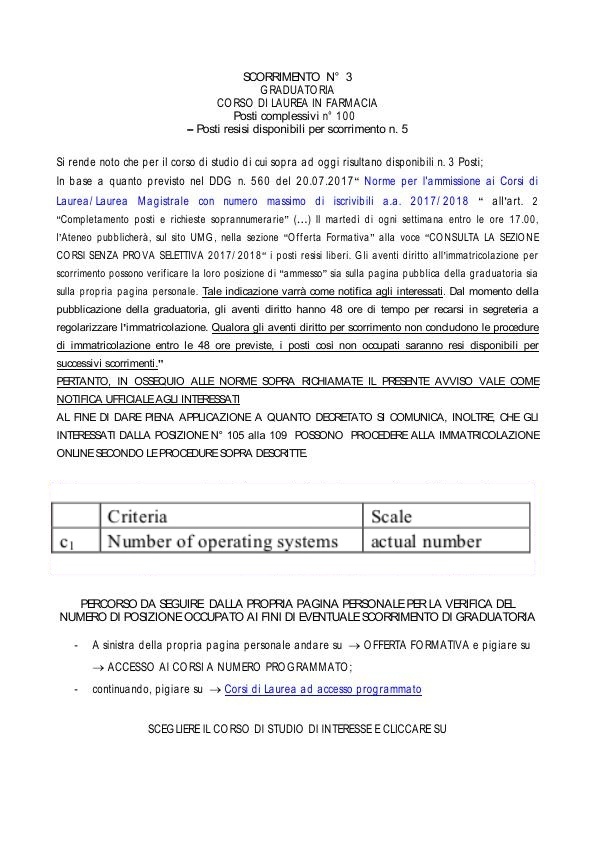 SCORRIMENTO N° 3
GRADUATORIA
CORSO DI LAUREA IN FARMACIA
Posti complessivi n° 100
– Posti resisi disponibili per scorrimento n. 5
Si rende noto che per il corso di studio di cui sopra ad oggi risultano disponibili n. 3 Posti;
In base a quanto previsto nel DDG n. 560 del 20.07.2017“ Norme per l'ammissione ai Corsi di
Laurea/Laurea Magistrale con numero massimo di iscrivibili a.a. 2017/2018 “ all'art. 2
“Completamento posti e richieste soprannumerarie” (...) Il martedì di ogni settimana entro le ore 17.00,
l'Ateneo pubblicherà, sul sito UMG, nella sezione “Offerta Formativa” alla voce “CONSULTA LA SEZIONE
CORSI SENZA PROVA SELETTIVA 2017/2018“ i posti resisi liberi. Gli aventi diritto all'immatricolazione per
scorrimento possono verificare la loro posizione di “ammesso” sia sulla pagina pubblica della graduatoria sia
sulla propria pagina personale. Tale indicazione varrà come notifica agli interessati. Dal momento della
pubblicazione della graduatoria, gli aventi diritto hanno 48 ore di tempo per recarsi in segreteria a
regolarizzare l'immatricolazione. Qualora gli aventi diritto per scorrimento non concludono le procedure
di immatricolazione entro le 48 ore previste, i posti così non occupati saranno resi disponibili per
successivi scorrimenti.”
PERTANTO, IN OSSEQUIO ALLE NORME SOPRA RICHIAMATE IL PRESENTE AVVISO VALE COME
NOTIFICA UFFICIALE AGLI INTERESSATI
AL FINE DI DARE PIENA APPLICAZIONE A QUANTO DECRETATO SI COMUNICA, INOLTRE, CHE GLI
INTERESSATI DALLA POSIZIONE N° 105 alla 109 POSSONO PROCEDERE ALLA IMMATRICOLAZIONE
ONLINE SECONDO LE PROCEDURE SOPRA DESCRITTE.
Criteria Scale
c1 Number of operating systems actual number
PERCORSO DA SEGUIRE DALLA PROPRIA PAGINA PERSONALE PER LA VERIFICA DEL
NUMERO DI POSIZIONE OCCUPATO AI FINI DI EVENTUALE SCORRIMENTO DI GRADUATORIA
- A sinistra della propria pagina personale andare su → OFFERTA FORMATIVA e pigiare su
→ ACCESSO AI CORSI A NUMERO PROGRAMMATO;
- continuando, pigiare su → Corsi di Laurea ad accesso programmato
SCEGLIERE IL CORSO DI STUDIO DI INTERESSE E CLICCARE SU